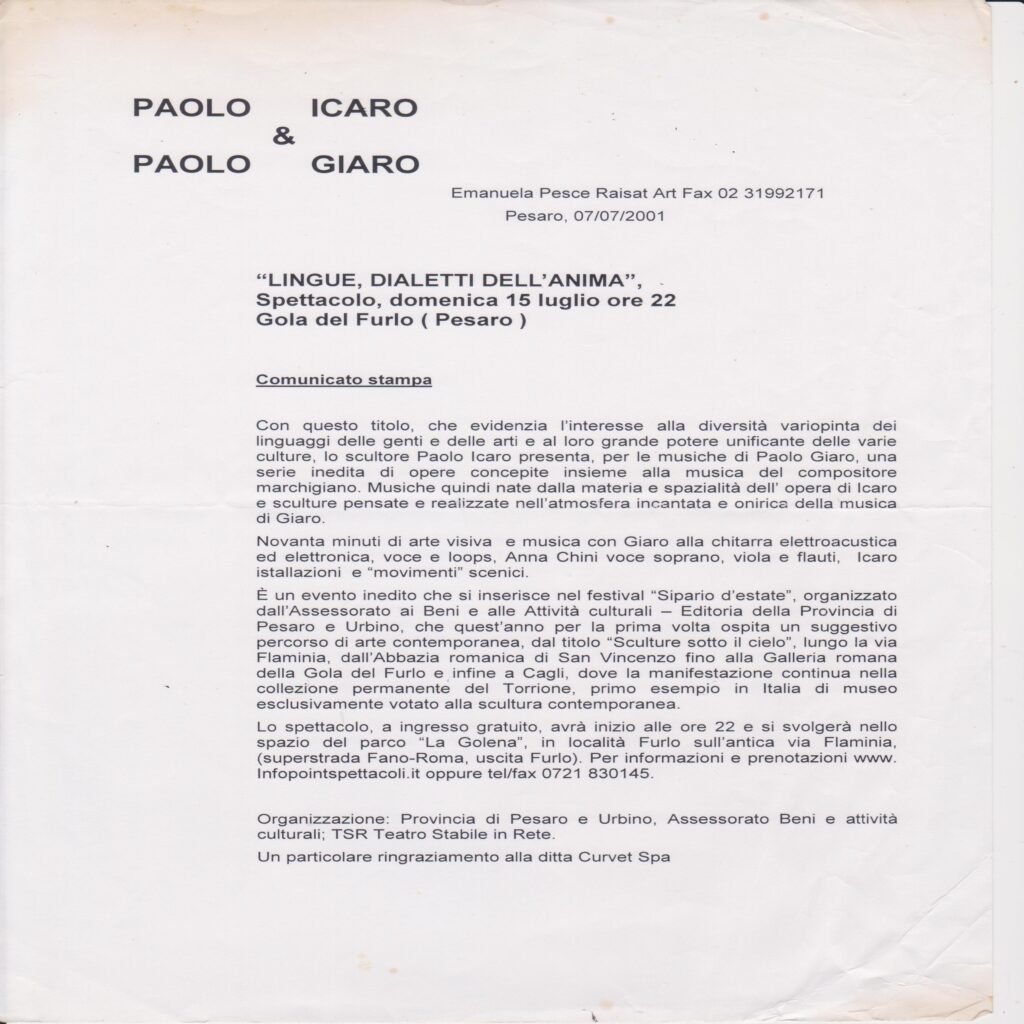 PAOLO ICARO
&
PAOLO GIARO
Emanuela Pesce Raisat Art Fax 02 31992171
Pesaro, 07/07/2001
“LINGUE, DIALETTI DELL’ANIMA”,
Spettacolo, domenica 15 luglio ore 22
Gola del Furlo ( Pesaro )
Comunicato stampa
Con questo titolo, che evidenzia l’interesse alla diversità variopinta dei
linguaggi delle genti e delle arti e al loro grande potere unificante delle varie
culture, lo scultore Paolo Icaro presenta, per le musiche di Paolo Giaro, una
serie inedita di opere concepite insieme alla musica del compositore
marchigiano. Musiche quindi nate dalla materia e spazialità dell’ opera di Icaro
e sculture pensate e realizzate nell’atmosfera incantata e onirica della musica
di Giaro.
Novanta minuti di arte visiva e musica con Giaro alla chitarra elettroacustica
ed elettronica, voce e loops, Anna Chini voce soprano, viola e flauti, Icaro
istallazioni e “movimenti” scenici.
È un evento inedito che si inserisce nel festival “Sipario d’estate”, organizzato
dall’Assessorato ai Beni e alle Attività culturali – Editoria della Provincia di
Pesaro e Urbino, che quest’anno per la prima volta ospita un suggestivo
percorso di arte contemporanea, dal titolo “Sculture sotto il cielo”, lungo la via
Flaminia, dall’Abbazia romanica di San Vincenzo fino alla Galleria romana
della Gola del Furlo e infine a Cagli, dove la manifestazione continua nella
collezione permanente del Torrione, primo esempio in Italia di museo
esclusivamente votato alla scultura contemporanea.
Lo spettacolo, a ingresso gratuito, avrà inizio alle ore 22 e si svolgerà nello
spazio del parco “La Golena”, in località Furlo sull’antica via Flaminia,
(superstrada Fano-Roma, uscita Furlo). Per informazioni e prenotazioni www.
Infopointspettacoli.it oppure tel/fax 0721 830145.
Organizzazione: Provincia di Pesaro e Urbino, Assessorato Beni e attività
culturali; TSR Teatro Stabile in Rete.
Un particolare ringraziamento alla ditta Curvet Spa